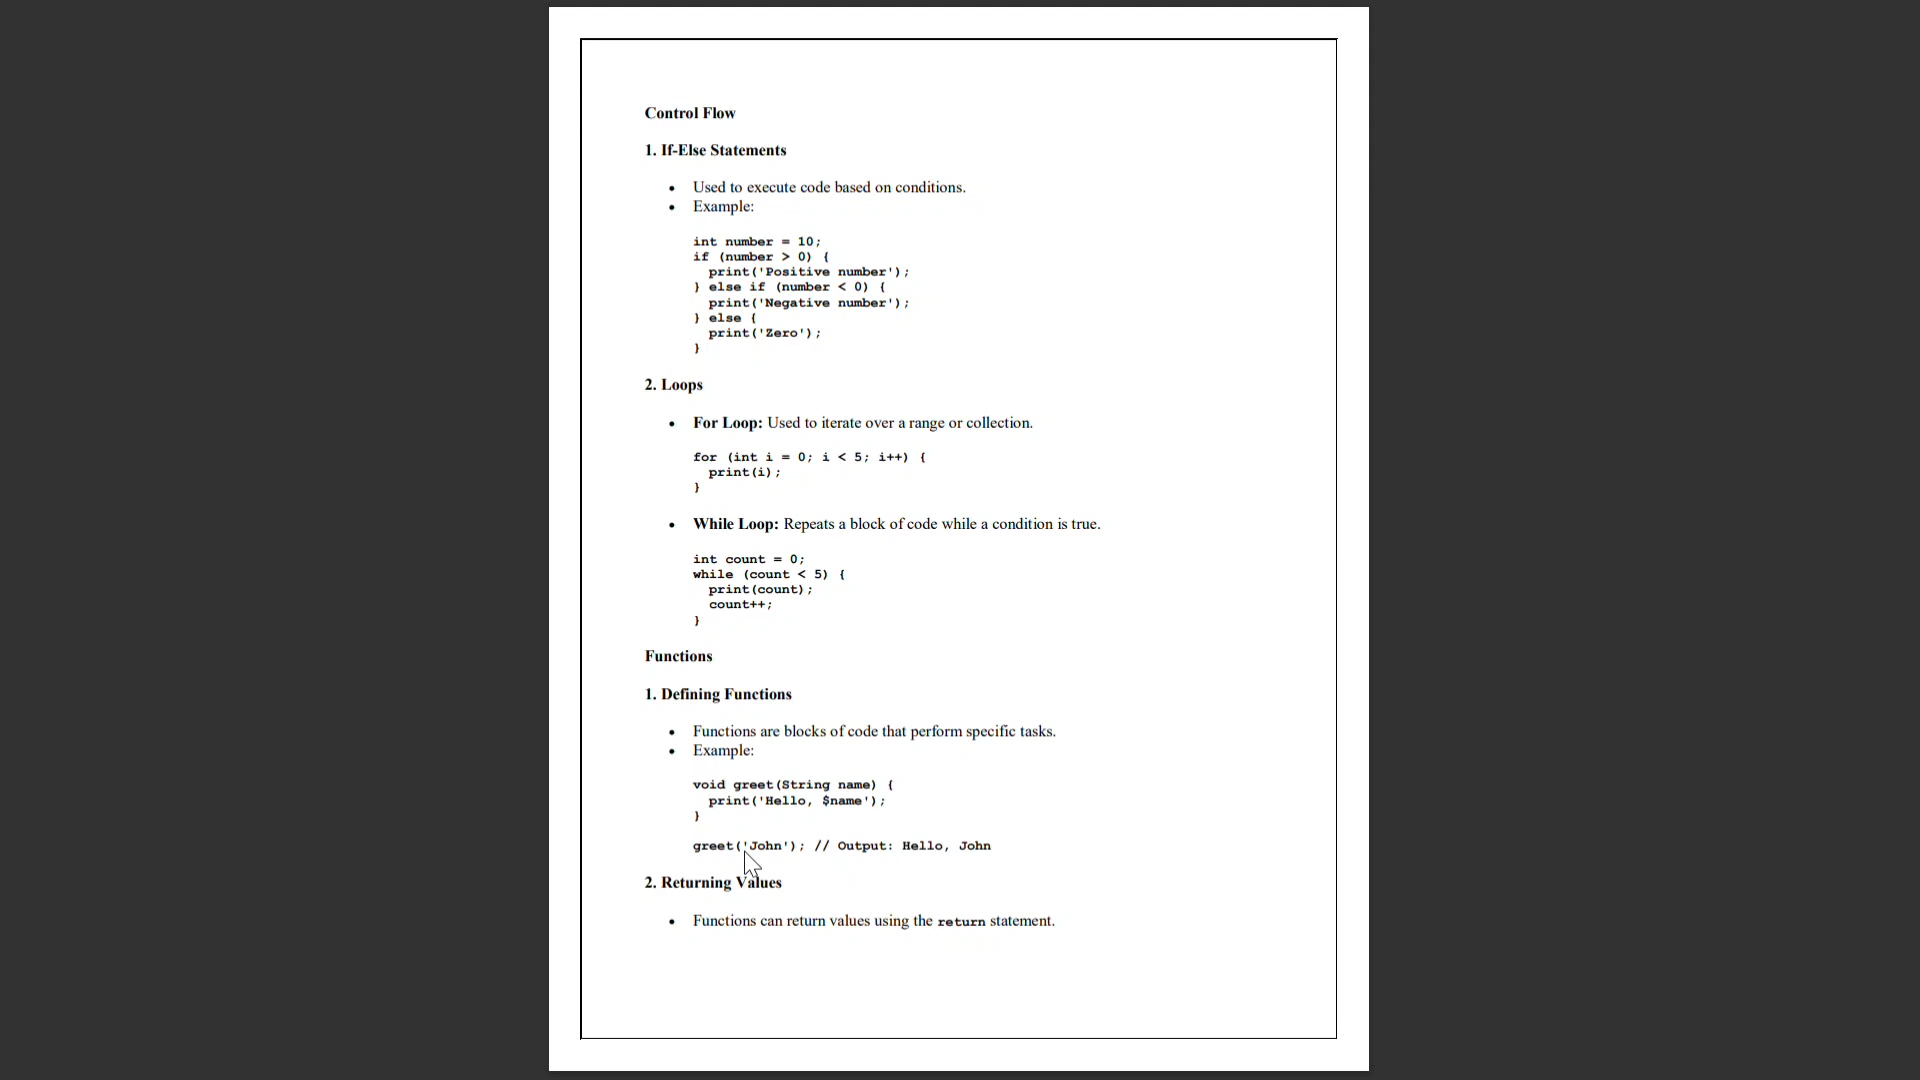 Control Flow
1. If-Else Statements
• Used to execute code based on conditions.
• Example:
int number = 10;
if (number > 0) {
  print('Positive number');
} else if (number < 0) {
  print('Negative number');
} else {
  print('Zero');
}
2. Loops
• For Loop: Used to iterate over a range or collection.
for (int i = 0; i < 5; i++) {
  print(i);
}
• While Loop: Repeats a block of code while a condition is true.
int count = 0;
while (count < 5) {
  print(count);
  count++;
}
Functions
1. Defining Functions
• Functions are blocks of code that perform specific tasks.
• Example:
void greet(String name) {
  print('Hello, $name');
}
greet('John'); // Output: Hello, John
2. Returning Values
• Functions can return values using the return statement.